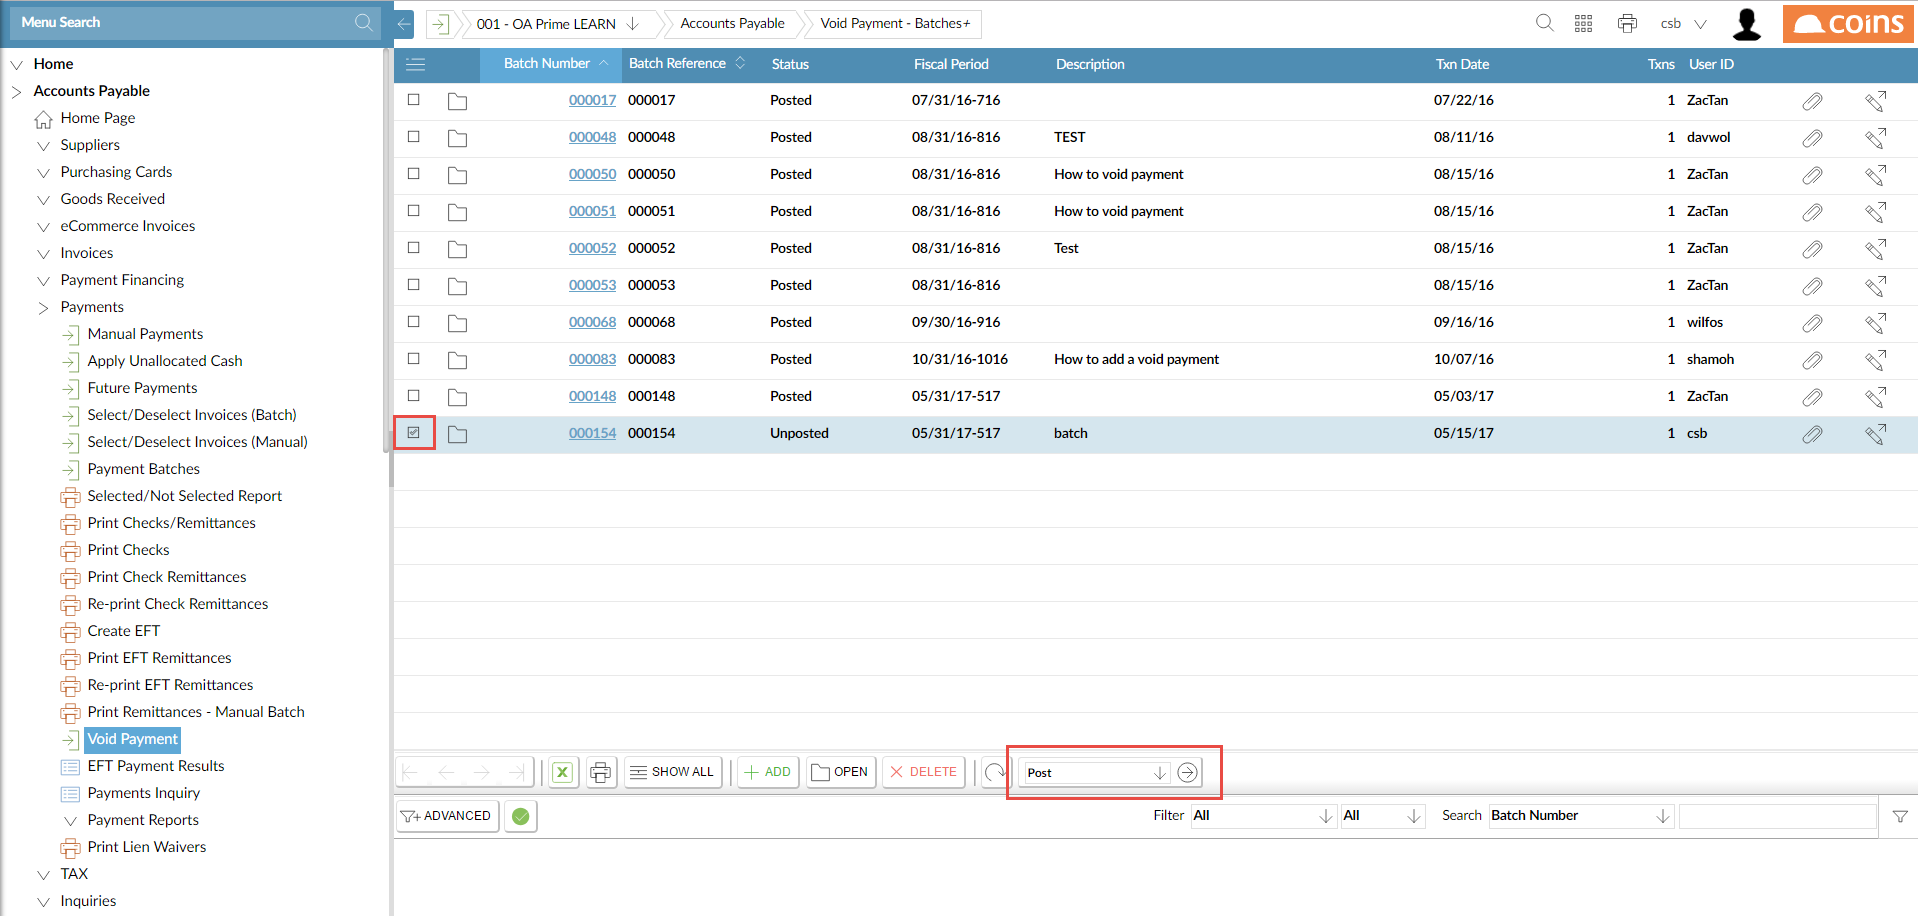 Menu Search
001 - OA Prime LEARN
Accounts Payable
Void Payment - Batches+
csb
coins
Home
Accounts Payable
Home Page
Suppliers
Purchasing Cards
Goods Received
eCommerce Invoices
Invoices
Payment Financing
Payments
Manual Payments
Apply Unallocated Cash
Future Payments
Select/Deselect Invoices (Batch)
Select/Deselect Invoices (Manual)
Payment Batches
Selected/Not Selected Report
Print Checks/Remittances
Print Checks
Print Check Remittances
Re-print Check Remittances
Create EFT
Print EFT Remittances
Re-print EFT Remittances
Print Remittances - Manual Batch
Void Payment
EFT Payment Results
Payments Inquiry
Payment Reports
Print Lien Waivers
TAX
Inquiries
Batch Number Batch Reference Status Fiscal Period Description Txn Date Txns User ID
000017 000017 Posted 07/31/16-716 07/22/16 1 ZacTan
000048 000048 Posted 08/31/16-816 TEST 08/11/16 1 davwol
000050 000050 Posted 08/31/16-816 How to void payment 08/15/16 1 ZacTan
000051 000051 Posted 08/31/16-816 How to void payment 08/15/16 1 ZacTan
000052 000052 Posted 08/31/16-816 Test 08/15/16 1 ZacTan
000053 000053 Posted 08/31/16-816 08/15/16 1 ZacTan
000068 000068 Posted 09/30/16-916 09/16/16 1 wilfos
000083 000083 Posted 10/31/16-1016 How to add a void payment 10/07/16 1 shamoh
000148 000148 Posted 05/31/17-517 05/03/17 1 ZacTan
000154 000154 Unposted 05/31/17-517 batch 05/15/17 1 csb
SHOW ALL ADD OPEN DELETE Post
ADVANCED Filter All All Search Batch Number